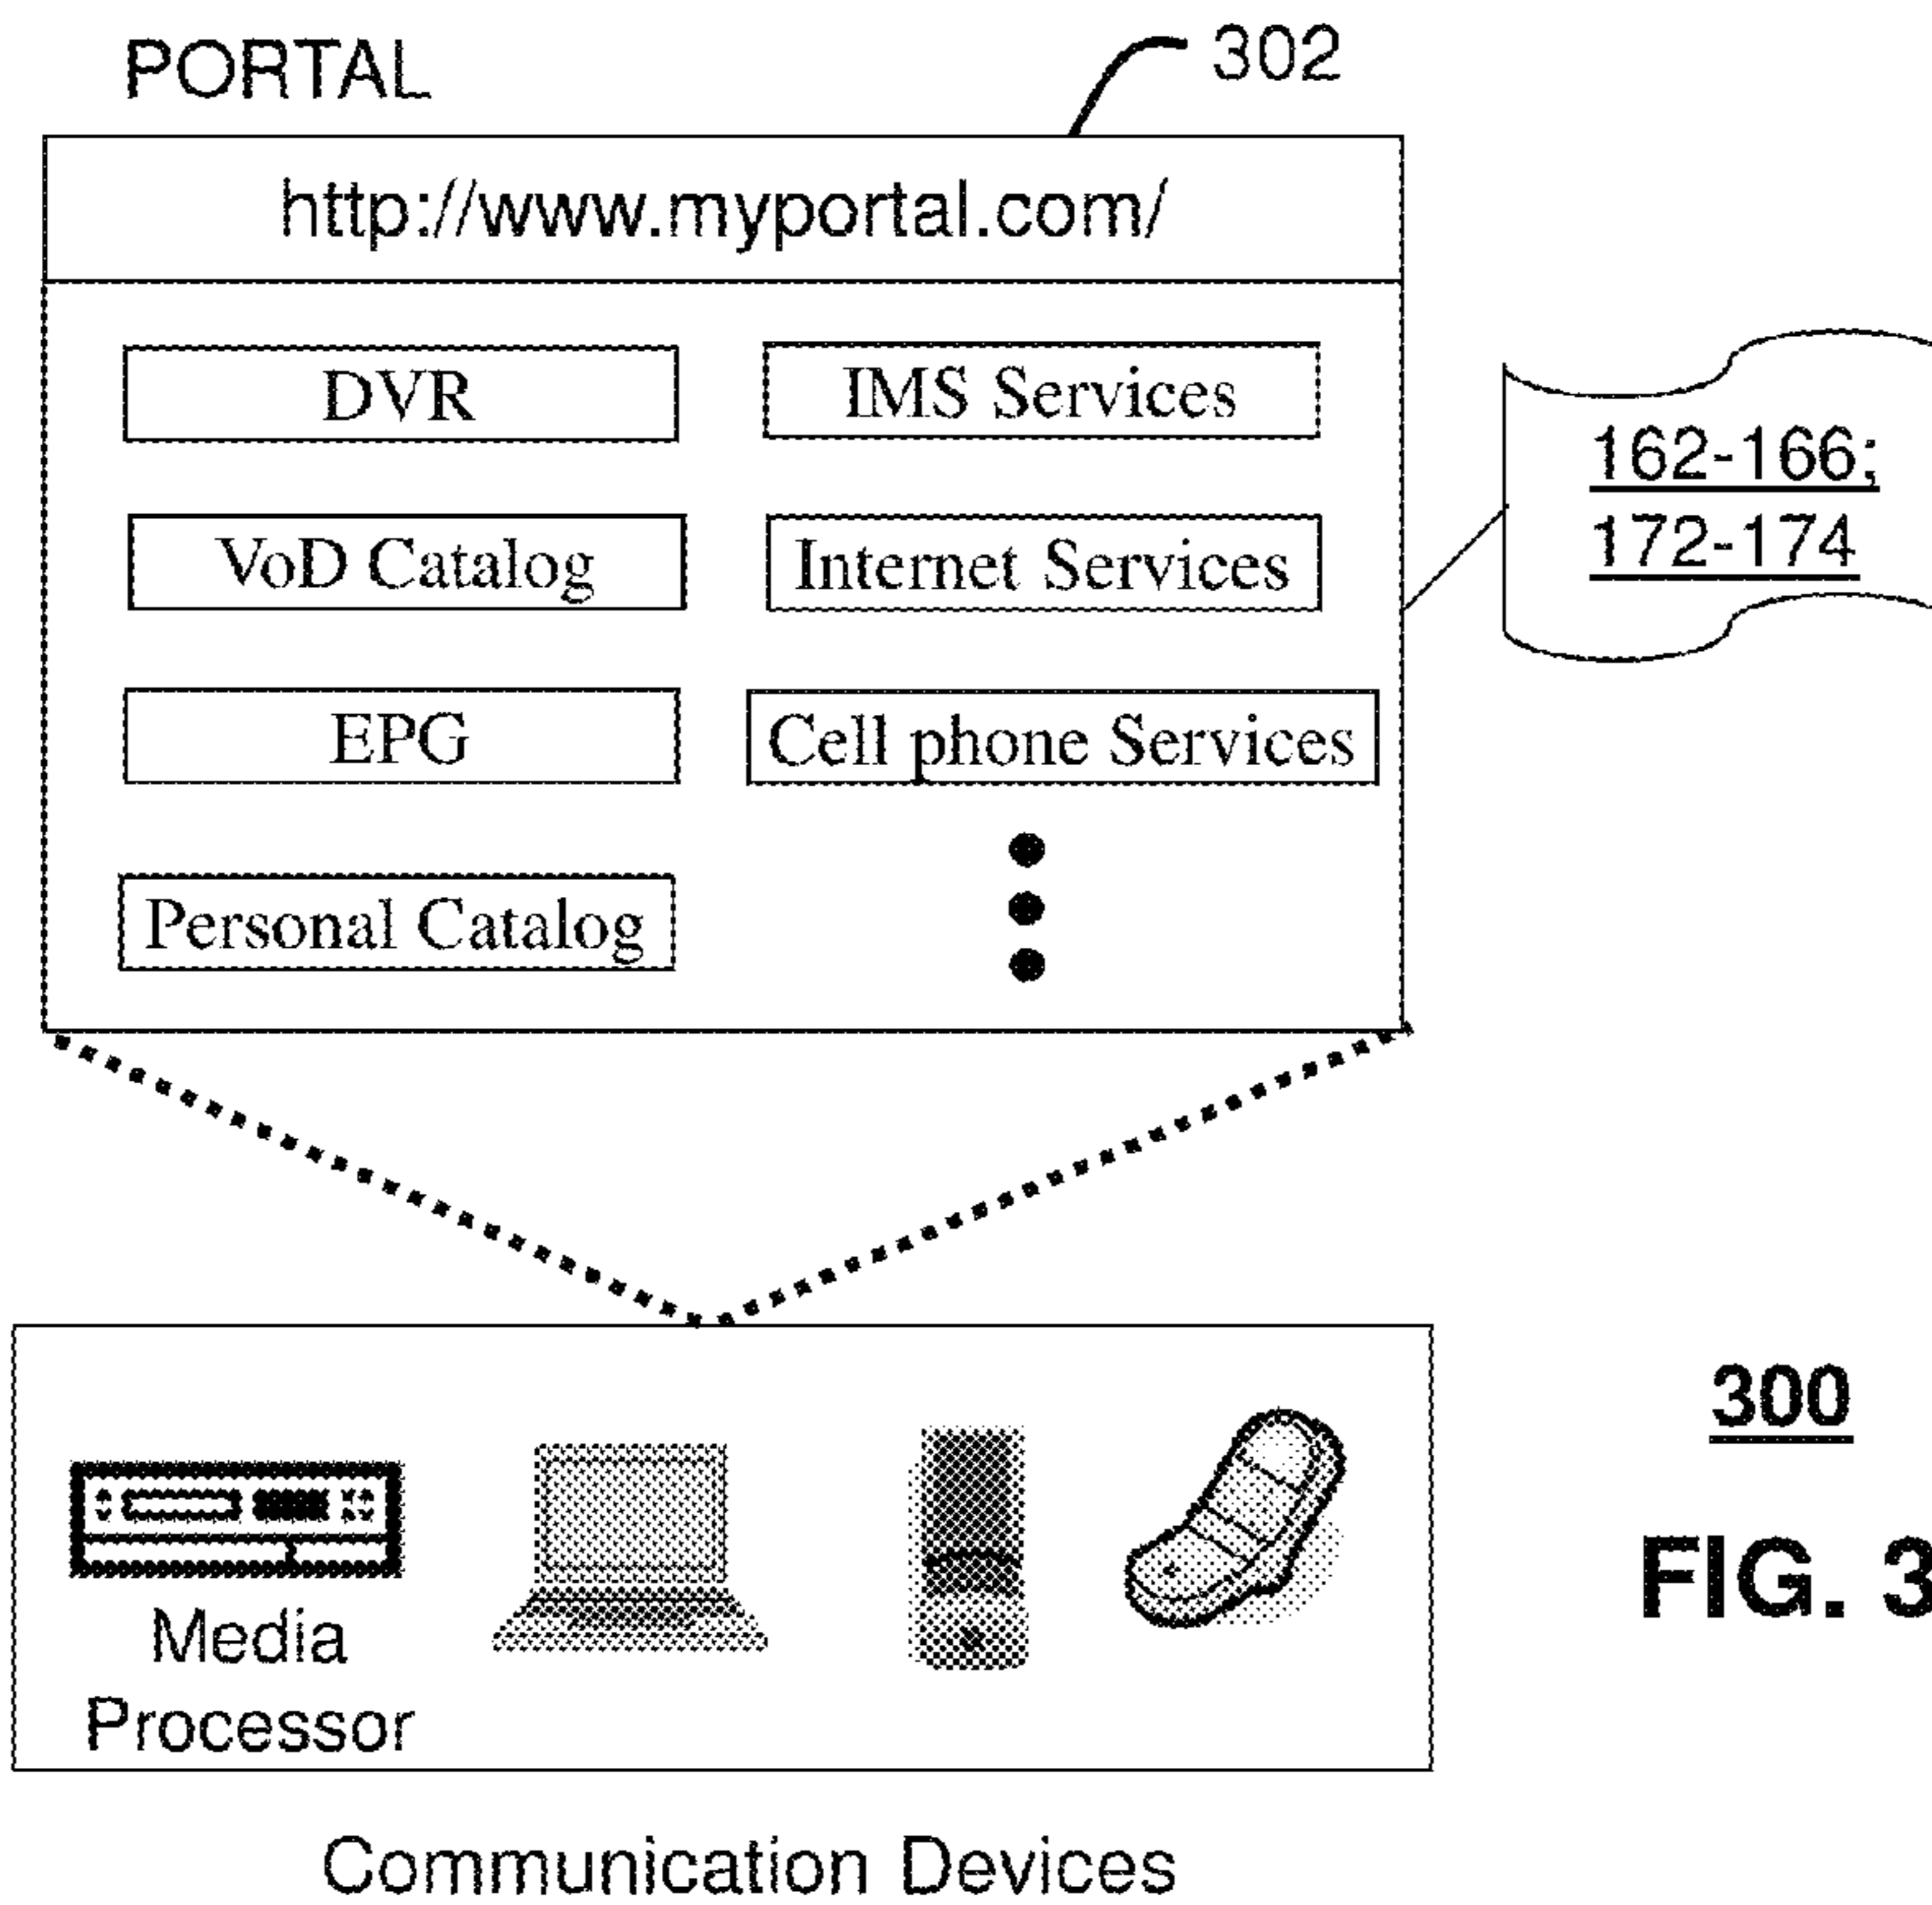 PORTAL
302
http://www.myportal.com/
DVR
IMS Services
VoD Catalog
Internet Services
EPG
Cell phone Services
Personal Catalog
162-166;
172-174
Media
Processor
300
FIG. 3
Communication Devices